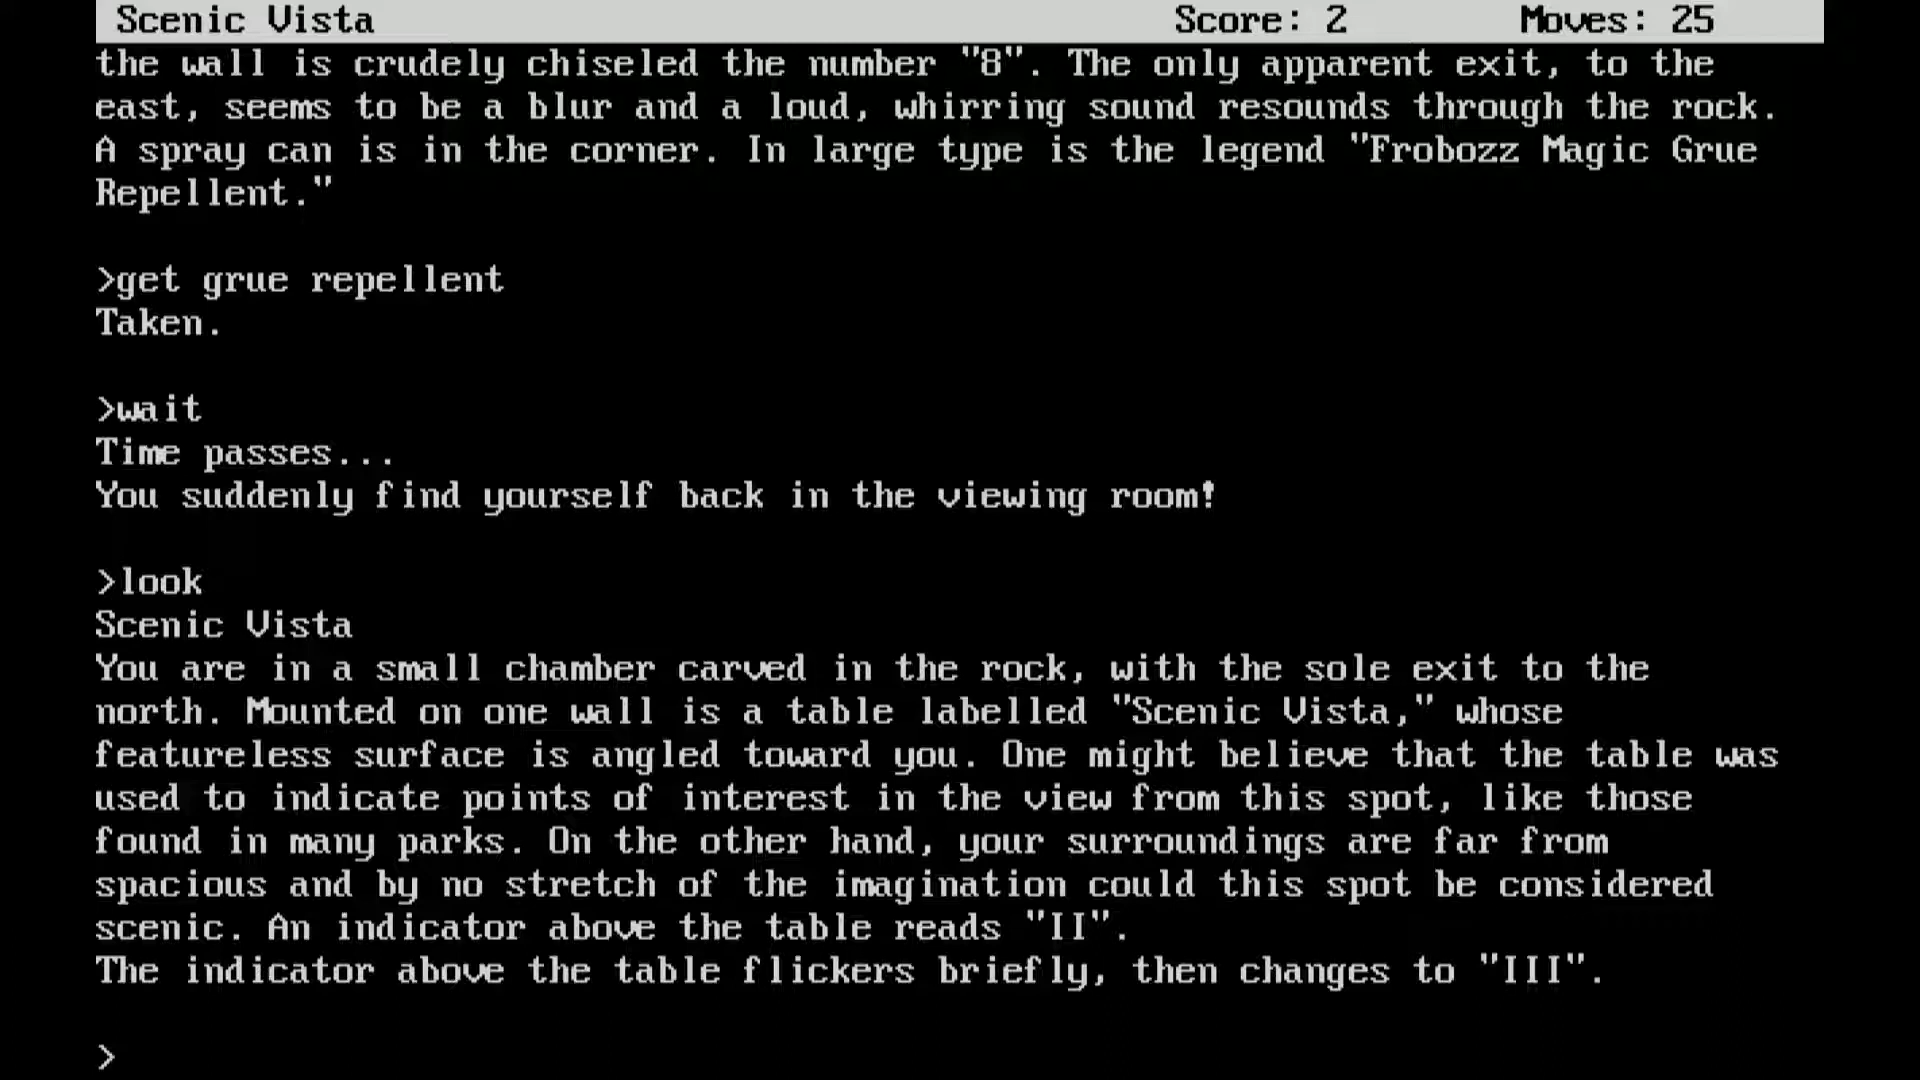 Scenic Vista Score: 2 Moves: 25
the wall is crudely chiseled the number "8". The only apparent exit, to the
east, seems to be a blur and a loud, whirring sound resounds through the rock.
A spray can is in the corner. In large type is the legend "Frobozz Magic Grue
Repellent."
>get grue repellent
Taken.
>wait
Time passes...
You suddenly find yourself back in the viewing room!
>look
Scenic Vista
You are in a small chamber carved in the rock, with the sole exit to the
north. Mounted on one wall is a table labelled "Scenic Vista," whose
featureless surface is angled toward you. One might believe that the table was
used to indicate points of interest in the view from this spot, like those
found in many parks. On the other hand, your surroundings are far from
spacious and by no stretch of the imagination could this spot be considered
scenic. An indicator above the table reads "II".
The indicator above the table flickers briefly, then changes to "III".
>